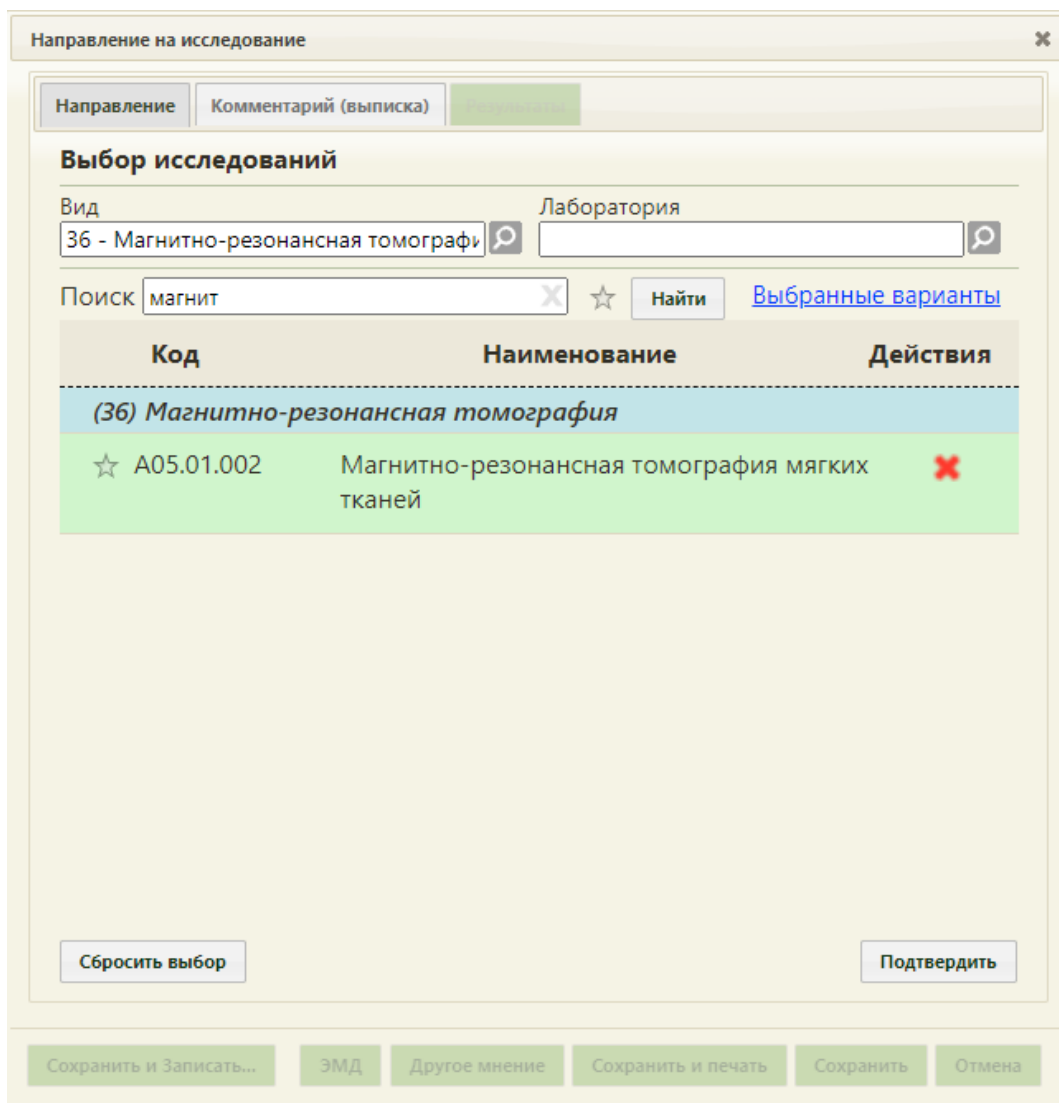 Направление на исследование
Направление Комментарий (выписка) Результаты
Выбор исследований
Вид Лаборатория
36 - Магнитно-резонансная томографи
Поиск магнит X Найти Выбранные варианты
Код Наименование Действия
(36) Магнитно-резонансная томография
A05.01.002 Магнитно-резонансная томография мягких
тканей
Сбросить выбор Подтвердить
Сохранить и Записать... ЭМД Другое мнение Сохранить и печать Сохранить Отмена